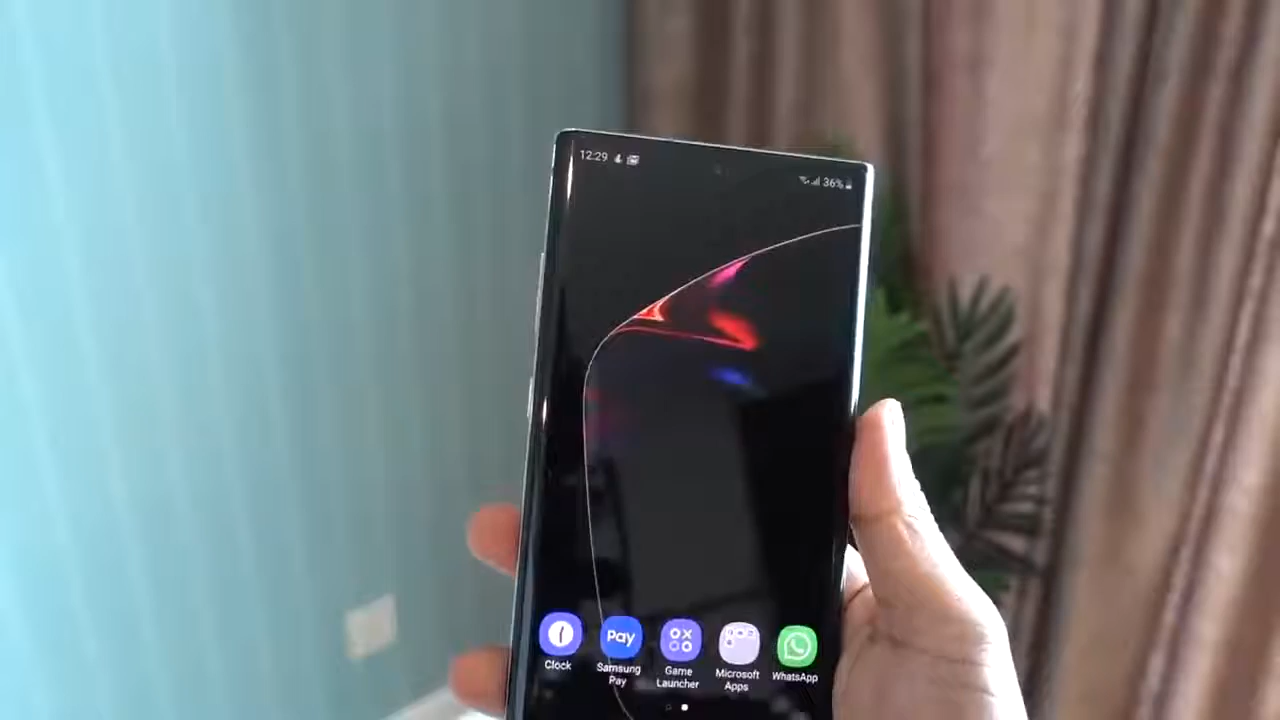 12:29
36%
Pay
Clock
Samsung Pay
Game Launcher
Microsoft Apps
WhatsApp